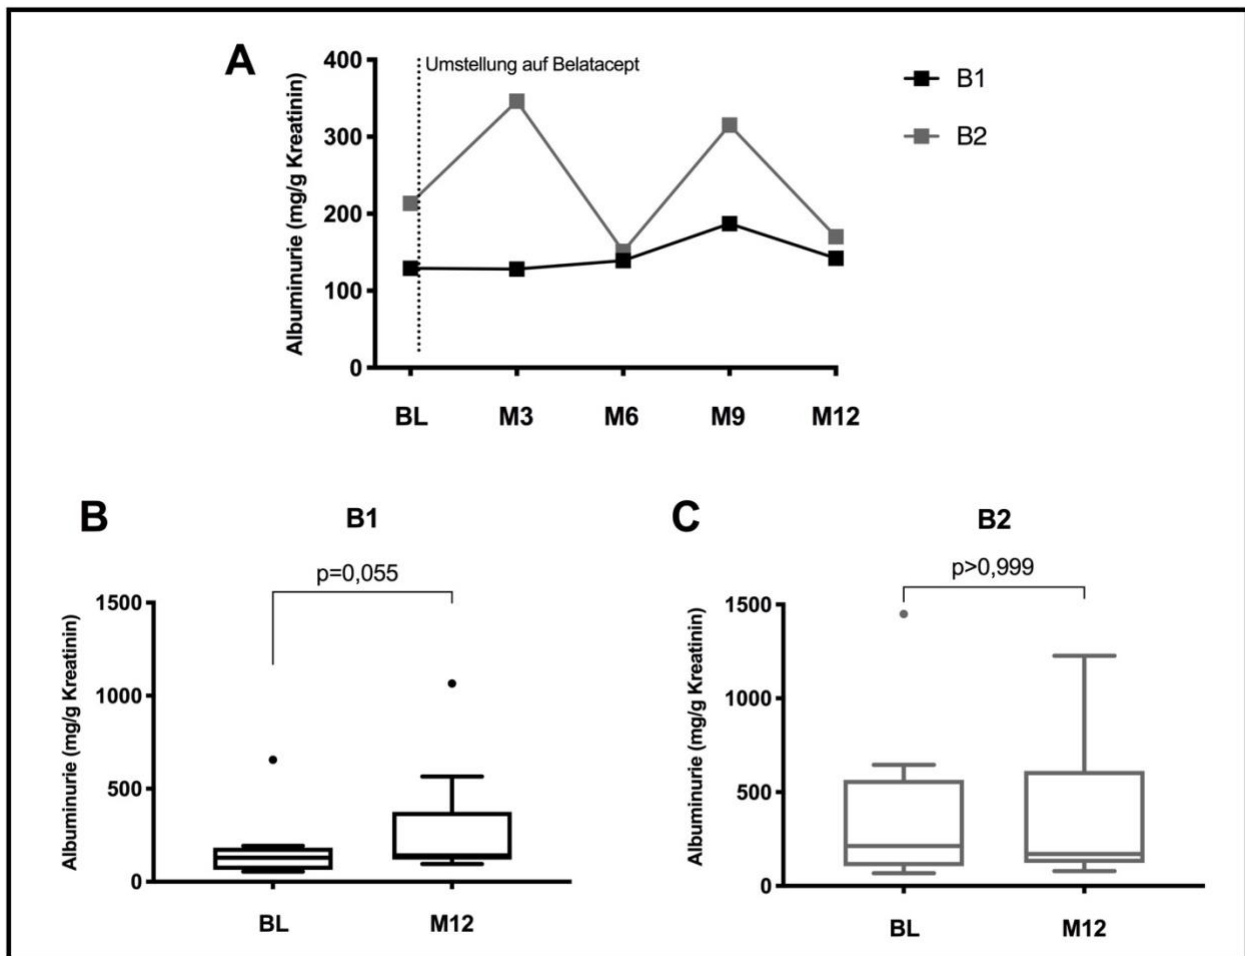 A
Umstellung auf Belatacept
B1
B2
Albuminurie (mg/g Kreatinin)
400
300
200
100
0
BL M3 M6 M9 M12
B
B1
p=0,055
Albuminurie (mg/g Kreatinin)
1500
1000
500
0
BL M12
C
B2
p>0,999
Albuminurie (mg/g Kreatinin)
1500
1000
500
0
BL M12